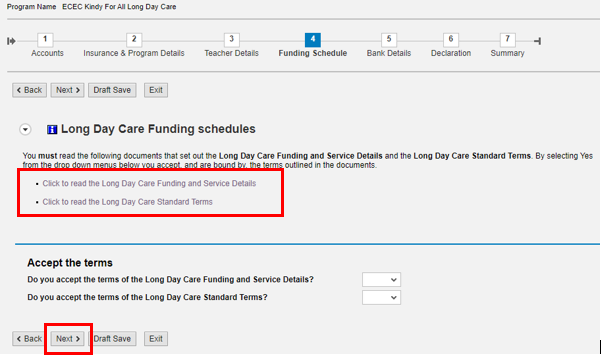 Program Name ECEC Kindy For All Long Day Care
1 2 3 4 5 6 7
Accounts Insurance & Program Details Teacher Details Funding Schedule Bank Details Declaration Summary
Back Next Draft Save Exit
Long Day Care Funding schedules
You must read the following documents that set out the Long Day Care Funding and Service Details and the Long Day Care Standard Terms. By selecting Yes
from the drop down menus below you accept, and are bound by, the terms outlined in the documents.
• Click to read the Long Day Care Funding and Service Details
• Click to read the Long Day Care Standard Terms
Accept the terms
Do you accept the terms of the Long Day Care Funding and Service Details?
Do you accept the terms of the Long Day Care Standard Terms?
Back Next Draft Save Exit